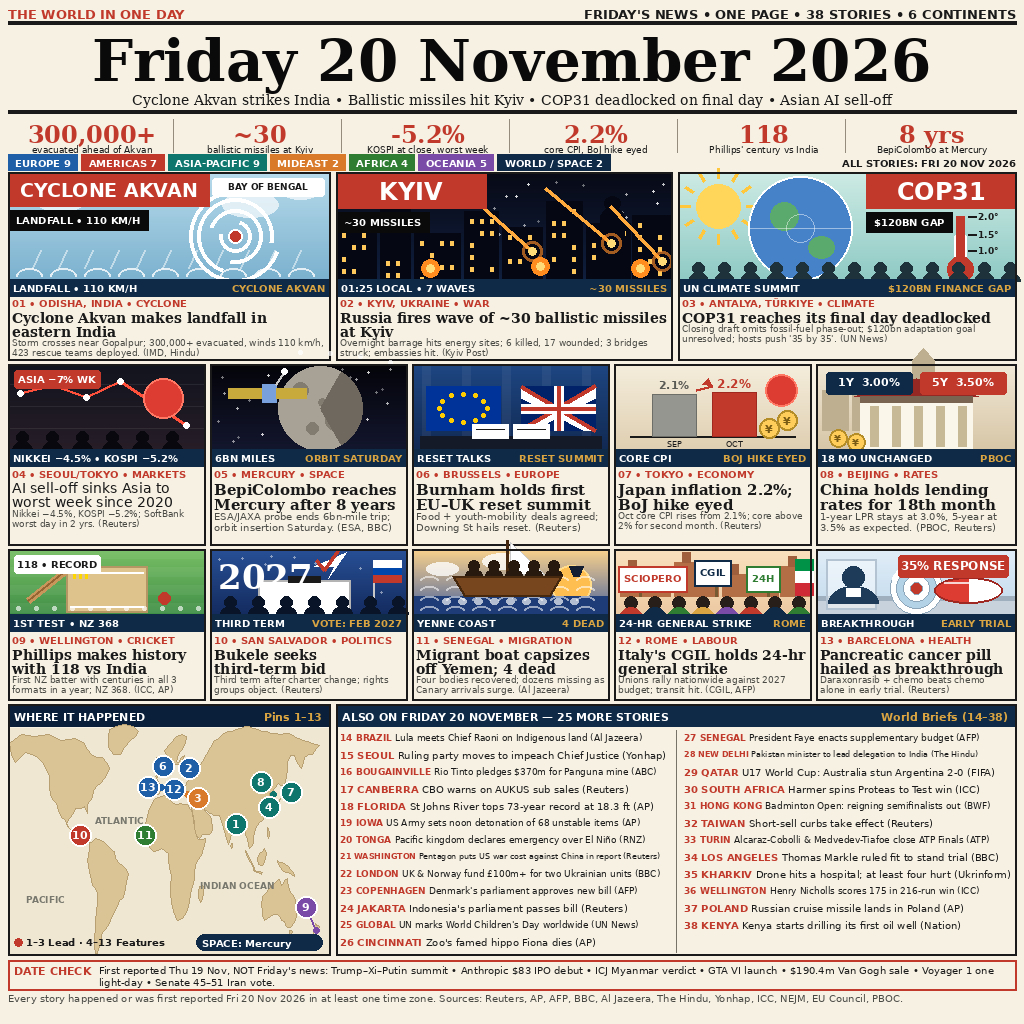 THE WORLD IN ONE DAY
FRIDAY'S NEWS • ONE PAGE • 38 STORIES • 6 CONTINENTS
Friday 20 November 2026
Cyclone Akvan strikes India • Ballistic missiles hit Kyiv • COP31 deadlocked on final day • Asian AI sell-off
300,000+
evacuated ahead of Akvan
~30
ballistic missiles at Kyiv
-5.2%
KOSPI at close, worst week
2.2%
core CPI, BoJ hike eyed
118
Phillips' century vs India
8 yrs
BepiColombo at Mercury
EUROPE 9
AMERICAS 7
ASIA-PACIFIC 9
MIDEAST 2
AFRICA 4
OCEANIA 5
WORLD / SPACE 2
ALL STORIES: FRI 20 NOV 2026
CYCLONE AKVAN
BAY OF BENGAL
LANDFALL • 110 KM/H
LANDFALL • 110 KM/H
CYCLONE AKVAN
01 • ODISHA, INDIA • CYCLONE
Cyclone Akvan makes landfall in
eastern India
Storm crosses near Gopalpur; 300,000+ evacuated, winds 110 km/h,
423 rescue teams deployed. (IMD, Hindu)
KYIV
~30 MISSILES
01:25 LOCAL • 7 WAVES
~30 MISSILES
02 • KYIV, UKRAINE • WAR
Russia fires wave of ~30 ballistic missiles
at Kyiv
Overnight barrage hits energy sites; 6 killed, 17 wounded; 3 bridges
struck; embassies hit. (Kyiv Post)
COP31
$120BN GAP
2.0°
1.5°
1.0°
UN CLIMATE SUMMIT
$120BN FINANCE GAP
03 • ANTALYA, TÜRKIYE • CLIMATE
COP31 reaches its final day deadlocked
Closing draft omits fossil-fuel phase-out; $120bn adaptation goal
unresolved; hosts push '35 by 35'. (UN News)
ASIA −7% WK
NIKKEI −4.5% • KOSPI −5.2%
04 • SEOUL/TOKYO • MARKETS
AI sell-off sinks Asia to
worst week since 2020
Nikkei −4.5%, KOSPI −5.2%; SoftBank
worst day in 2 yrs. (Reuters)
6BN MILES
ORBIT SATURDAY
05 • MERCURY • SPACE
BepiColombo reaches
Mercury after 8 years
ESA/JAXA probe ends 6bn-mile trip;
orbit insertion Saturday. (ESA, BBC)
RESET TALKS
RESET SUMMIT
06 • BRUSSELS • EUROPE
Burnham holds first
EU–UK reset summit
Food + youth-mobility deals agreed;
Downing St hails reset. (Reuters)
2.1%
2.2%
SEP
OCT
¥
¥
CORE CPI
BOJ HIKE EYED
07 • TOKYO • ECONOMY
Japan inflation 2.2%;
BoJ hike eyed
Oct core CPI rises from 2.1%; core above
2% for second month. (Reuters)
1Y 3.00%
5Y 3.50%
¥
¥
18 MO UNCHANGED
PBOC
08 • BEIJING • RATES
China holds lending
rates for 18th month
1-year LPR stays at 3.0%, 5-year at
3.5% as expected. (PBOC, Reuters)
118 • RECORD
1ST TEST • NZ 368
09 • WELLINGTON • CRICKET
Phillips makes history
with 118 vs India
First NZ batter with centuries in all 3
formats in a year; NZ 368. (ICC, AP)
2027
THIRD TERM
VOTE: FEB 2027
10 • SAN SALVADOR • POLITICS
Bukele seeks
third-term bid
Third term after charter change; rights
groups object. (Reuters)
YENNE COAST
4 DEAD
11 • SENEGAL • MIGRATION
Migrant boat capsizes
off Yemen; 4 dead
Four bodies recovered; dozens missing as
Canary arrivals surge. (Al Jazeera)
SCIOPERO
CGIL
24H
24-HR GENERAL STRIKE
ROME
12 • ROME • LABOUR
Italy's CGIL holds 24-hr
general strike
Unions rally nationwide against 2027
budget; transit hit. (CGIL, AFP)
35% RESPONSE
BREAKTHROUGH
EARLY TRIAL
13 • BARCELONA • HEALTH
Pancreatic cancer pill
hailed as breakthrough
Daraxonrasib + chemo beats chemo
alone in early trial. (Reuters)
WHERE IT HAPPENED
Pins 1–13
6
2
13
12
3
8
7
4
1
10
11
9
ATLANTIC
PACIFIC
INDIAN OCEAN
1–3 Lead · 4–13 Features
SPACE: Mercury
ALSO ON FRIDAY 20 NOVEMBER — 25 MORE STORIES
World Briefs (14–38)
14 BRAZIL Lula meets Chief Raoni on Indigenous land (Al Jazeera)
15 SEOUL Ruling party moves to impeach Chief Justice (Yonhap)
16 BOUGAINVILLE Rio Tinto pledges $370m for Panguna mine (ABC)
17 CANBERRA CBO warns on AUKUS sub sales (Reuters)
18 FLORIDA St Johns River tops 73-year record at 18.3 ft (AP)
19 IOWA US Army sets noon detonation of 68 unstable items (AP)
20 TONGA Pacific kingdom declares emergency over El Niño (RNZ)
21 WASHINGTON Pentagon puts US war cost against China in report (Reuters)
22 LONDON UK & Norway fund £100m+ for two Ukrainian units (BBC)
23 COPENHAGEN Denmark's parliament approves new bill (AFP)
24 JAKARTA Indonesia's parliament passes bill (Reuters)
25 GLOBAL UN marks World Children's Day worldwide (UN News)
26 CINCINNATI Zoo's famed hippo Fiona dies (AP)
27 SENEGAL President Faye enacts supplementary budget (AFP)
28 NEW DELHI Pakistan minister to lead delegation to India (The Hindu)
29 QATAR U17 World Cup: Australia stun Argentina 2-0 (FIFA)
30 SOUTH AFRICA Harmer spins Proteas to Test win (ICC)
31 HONG KONG Badminton Open: reigning semifinalists out (BWF)
32 TAIWAN Short-sell curbs take effect (Reuters)
33 TURIN Alcaraz-Cobolli & Medvedev-Tiafoe close ATP Finals (ATP)
34 LOS ANGELES Thomas Markle ruled fit to stand trial (BBC)
35 KHARKIV Drone hits a hospital; at least four hurt (Ukrinform)
36 WELLINGTON Henry Nicholls scores 175 in 216-run win (ICC)
37 POLAND Russian cruise missile lands in Poland (AP)
38 KENYA Kenya starts drilling its first oil well (Nation)
DATE CHECK First reported Thu 19 Nov, NOT Friday's news: Trump–Xi–Putin summit • Anthropic $83 IPO debut • ICJ Myanmar verdict • GTA VI launch • $190.4m Van Gogh sale • Voyager 1 one
light-day • Senate 45–51 Iran vote.
Every story happened or was first reported Fri 20 Nov 2026 in at least one time zone. Sources: Reuters, AP, AFP, BBC, Al Jazeera, The Hindu, Yonhap, ICC, NEJM, EU Council, PBOC.